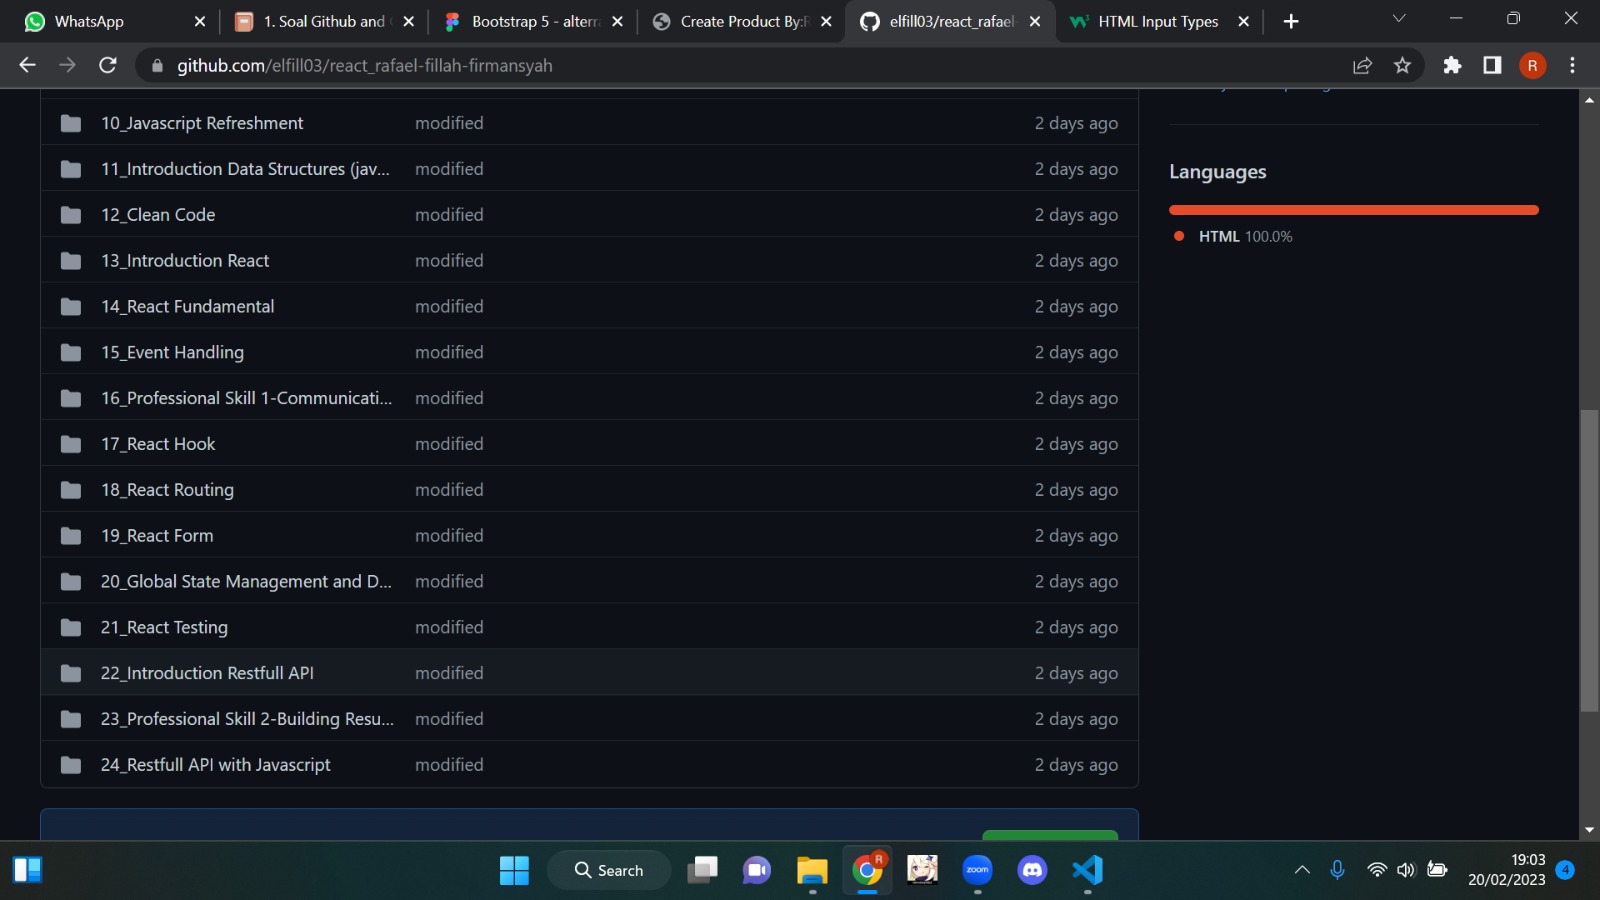 WhatsApp
1. Soal Github and
Bootstrap 5 - alterr
Create Product By:
elfill03/react_rafael-
HTML Input Types
github.com/elfill03/react_rafael-fillah-firmansyah
R
10_Javascript Refreshment modified 2 days ago
11_Introduction Data Structures (jav... modified 2 days ago
12_Clean Code modified 2 days ago
13_Introduction React modified 2 days ago
14_React Fundamental modified 2 days ago
15_Event Handling modified 2 days ago
16_Professional Skill 1-Communicati... modified 2 days ago
17_React Hook modified 2 days ago
18_React Routing modified 2 days ago
19_React Form modified 2 days ago
20_Global State Management and D... modified 2 days ago
21_React Testing modified 2 days ago
22_Introduction Restfull API modified 2 days ago
23_Professional Skill 2-Building Resu... modified 2 days ago
24_Restfull API with Javascript modified 2 days ago
Languages
HTML 100.0%
Search
R
zoom
19:03
20/02/2023
4